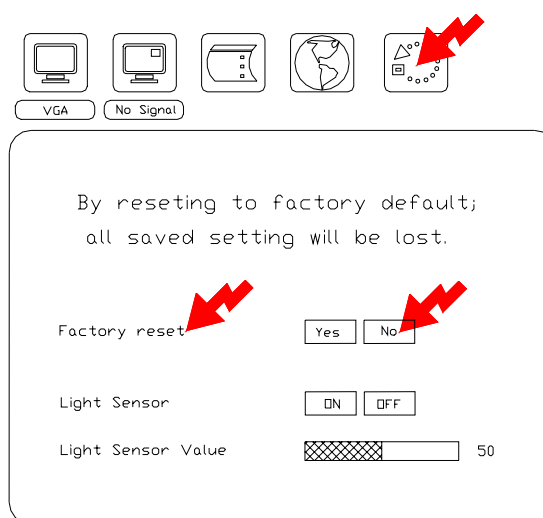 VGA
No Signal
By reseting to factory default;
all saved setting will be lost.
Factory reset
Yes
No
Light Sensor
ON
OFF
Light Sensor Value
50